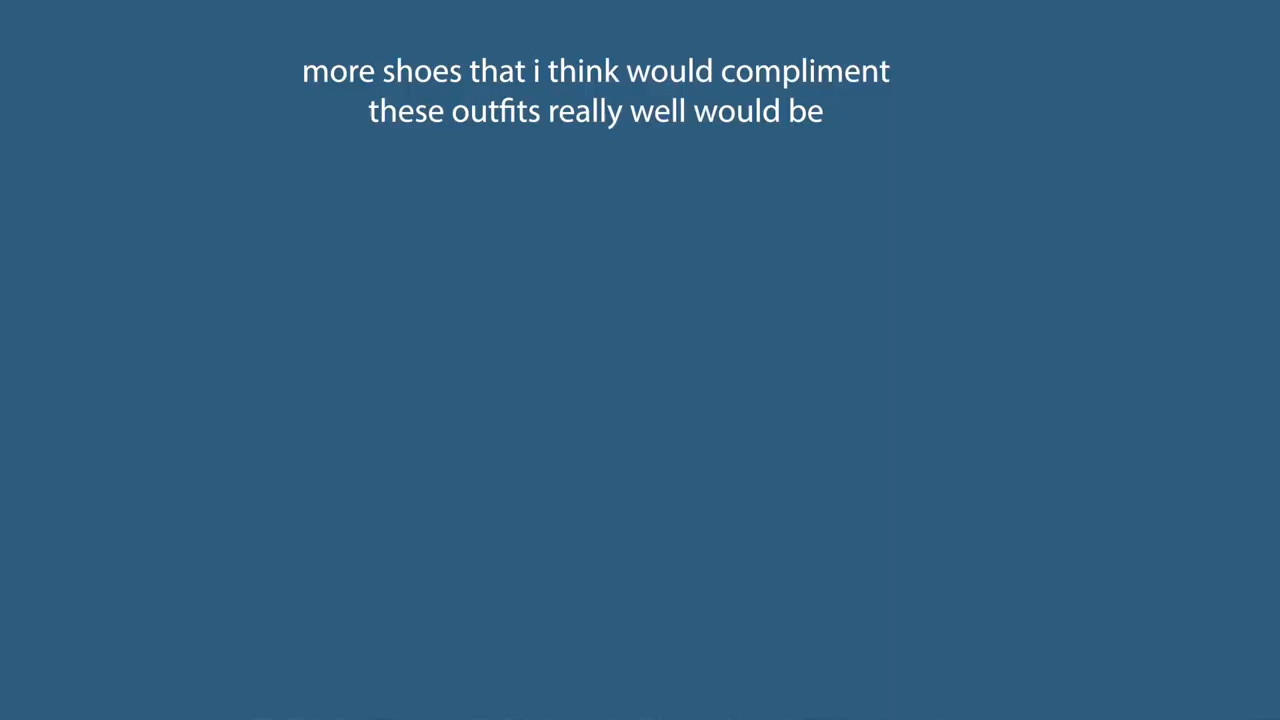 more shoes that i think would compliment
these outfits really well would be